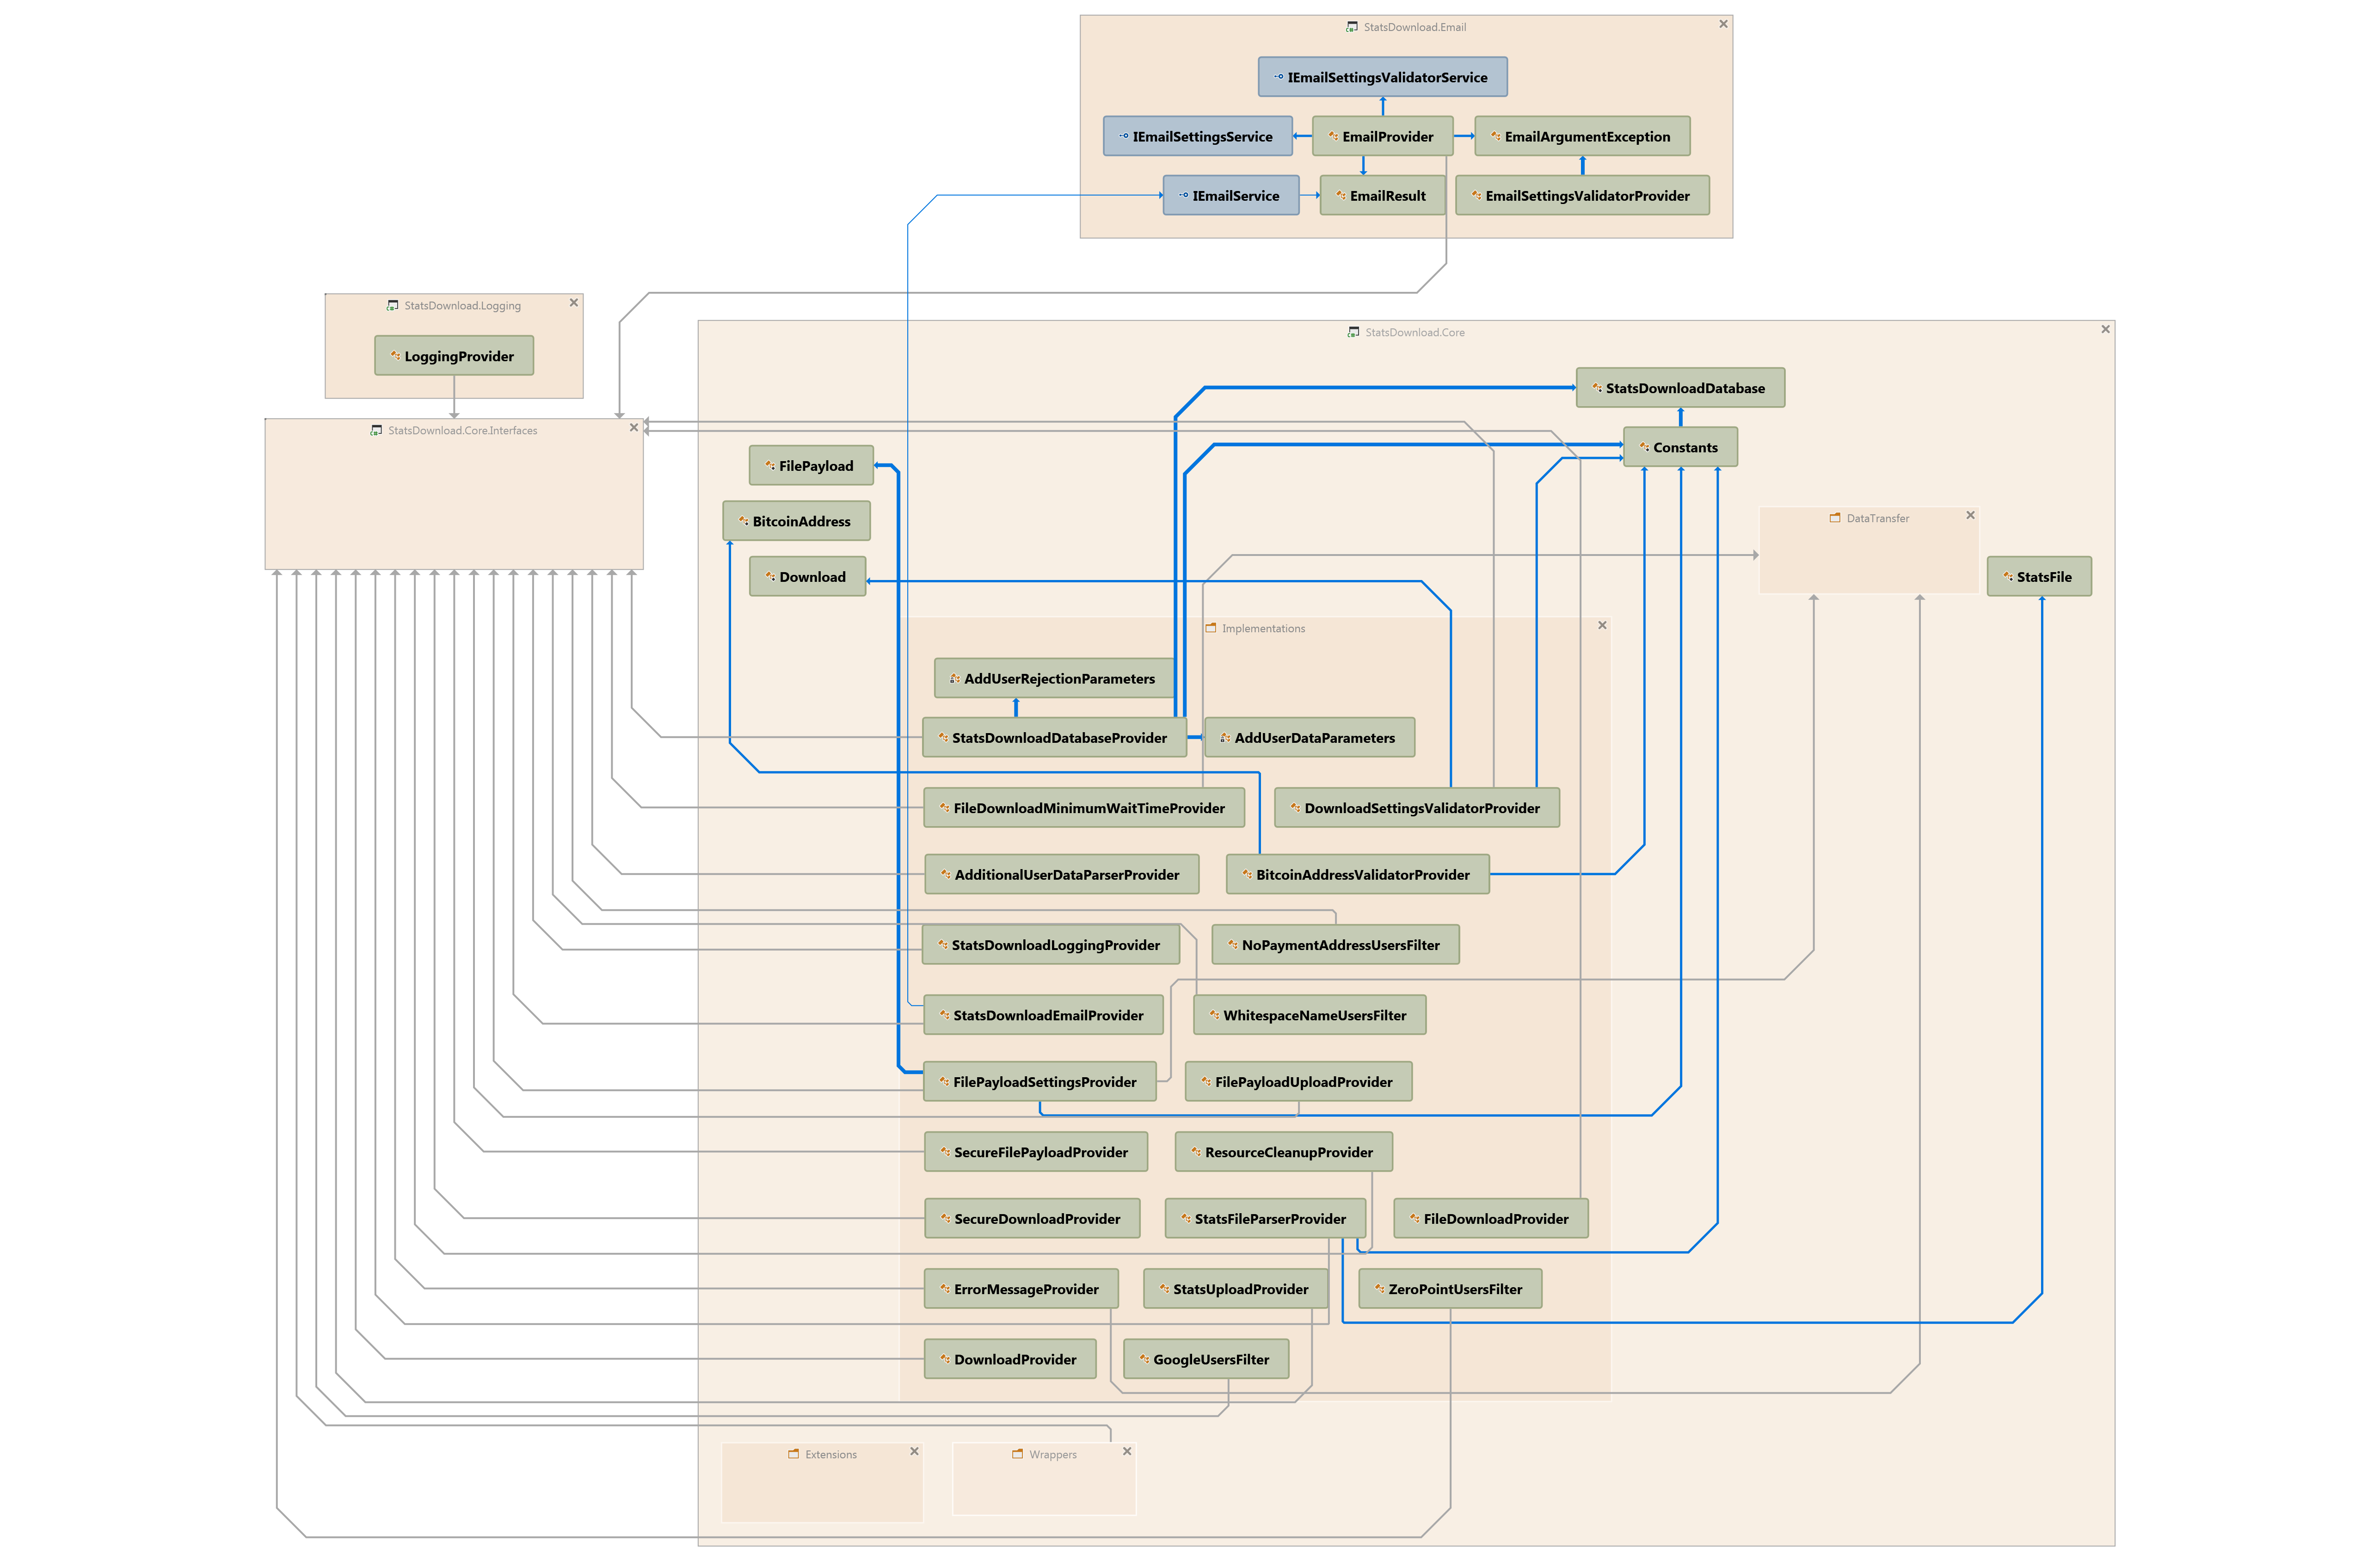 StatsDownload.Email
IEmailSettingsValidatorService
IEmailSettingsService
EmailProvider
EmailArgumentException
IEmailService
EmailResult
EmailSettingsValidatorProvider
StatsDownload.Logging
LoggingProvider
StatsDownload.Core.Interfaces
StatsDownload.Core
StatsDownloadDatabase
Constants
FilePayload
BitcoinAddress
Download
DataTransfer
StatsFile
Implementations
AddUserRejectionParameters
StatsDownloadDatabaseProvider
AddUserDataParameters
FileDownloadMinimumWaitTimeProvider
DownloadSettingsValidatorProvider
AdditionalUserDataParserProvider
BitcoinAddressValidatorProvider
StatsDownloadLoggingProvider
NoPaymentAddressUsersFilter
StatsDownloadEmailProvider
WhitespaceNameUsersFilter
FilePayloadSettingsProvider
FilePayloadUploadProvider
SecureFilePayloadProvider
ResourceCleanupProvider
SecureDownloadProvider
StatsFileParserProvider
FileDownloadProvider
ErrorMessageProvider
StatsUploadProvider
ZeroPointUsersFilter
DownloadProvider
GoogleUsersFilter
Extensions
Wrappers